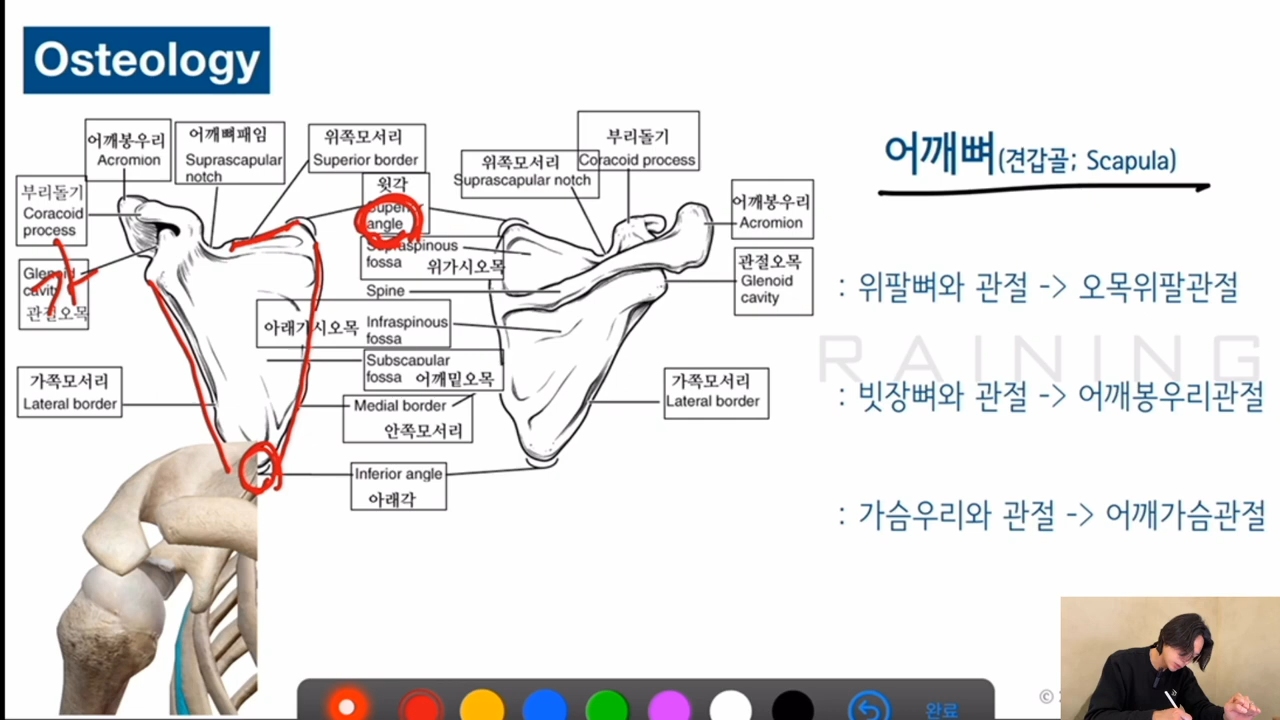 Osteology
어깨봉우리
Acromion
어깨뼈패임
Suprascapular
notch
위쪽모서리
Superior border
부리돌기
Coracoid
process
Glenoid
cavity
관절오목
윗각
Superior
angle
위쪽모서리
Suprascapular notch
부리돌기
Coracoid process
어깨봉우리
Acromion
관절오목
Glenoid
cavity
Supraspinous
fossa 위가시오목
Spine
아래가시오목 Infraspinous
fossa
Subscapular
fossa 어깨밑오목
가쪽모서리
Lateral border
Medial border
안쪽모서리
가쪽모서리
Lateral border
Inferior angle
아래각
어깨뼈(견갑골; Scapula)
: 위팔뼈와 관절 -> 오목위팔관절
RAINING
: 빗장뼈와 관절 -> 어깨봉우리관절
: 가슴우리와 관절 -> 어깨가슴관절
완료